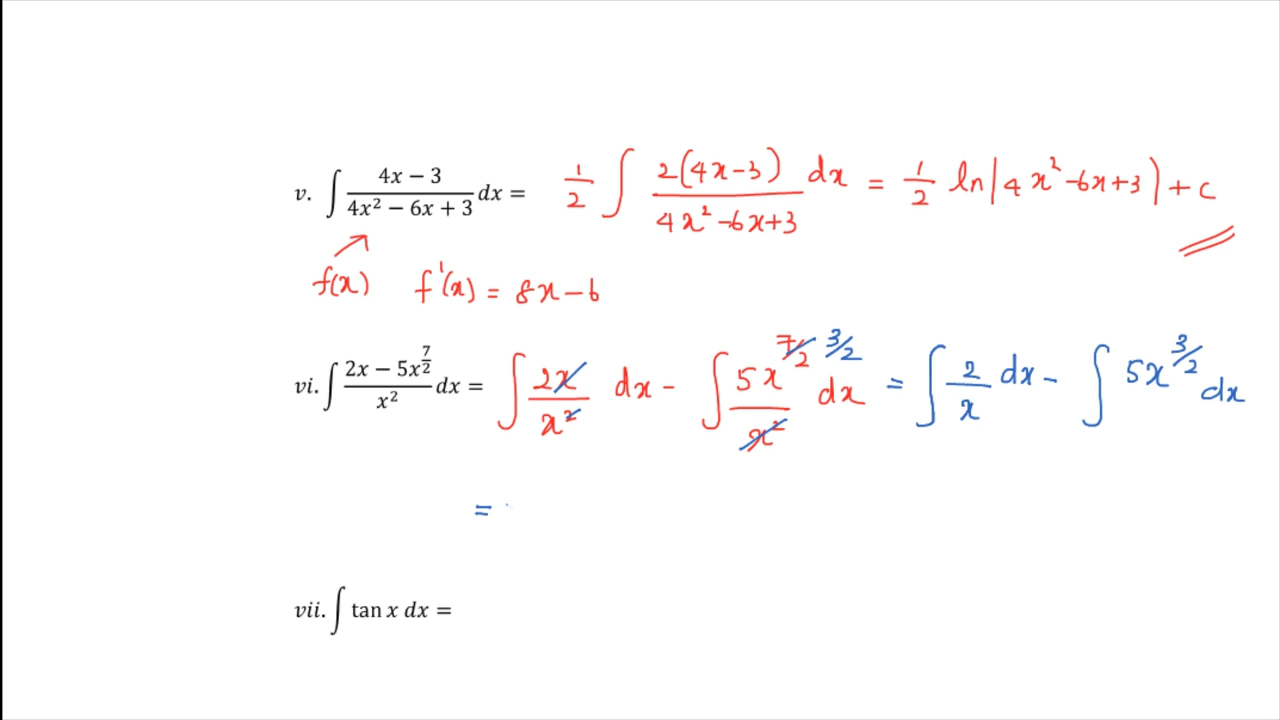 v. ∫ (4x − 3)/(4x² − 6x + 3) dx = 1/2 ∫ 2(4x-3)/(4x²-6x+3) dx = 1/2 ln|4x²-6x+3|+c
f(x) f'(x) = 8x-6
vi. ∫ (2x − 5x^(7/2))/x² dx = ∫ 2x/x² dx - ∫ 5x^(7/2) 3/2 / x² dx = ∫ 2/x dx - ∫ 5x^(3/2) dx
=
vii. ∫ tan x dx =